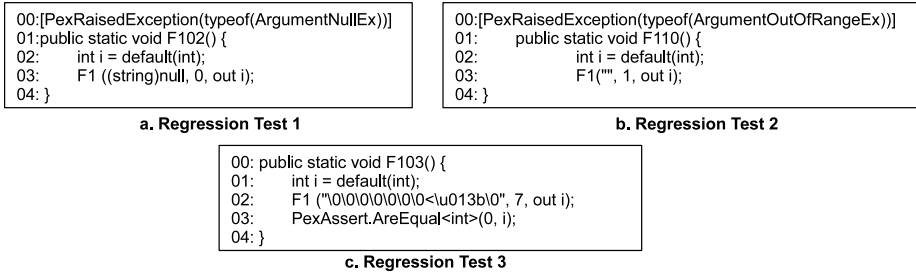 00:[PexRaisedException(typeof(ArgumentNullEx))]
01:public static void F102() {
02: int i = default(int);
03: F1 ((string)null, 0, out i);
04: }
a. Regression Test 1
00:[PexRaisedException(typeof(ArgumentOutOfRangeEx))]
01: public static void F110() {
02: int i = default(int);
03: F1("", 1, out i);
04: }
b. Regression Test 2
00: public static void F103() {
01: int i = default(int);
02: F1 ("\0\0\0\0\0\0\0<\u013b\0", 7, out i);
03: PexAssert.AreEqual<int>(0, i);
04: }
c. Regression Test 3